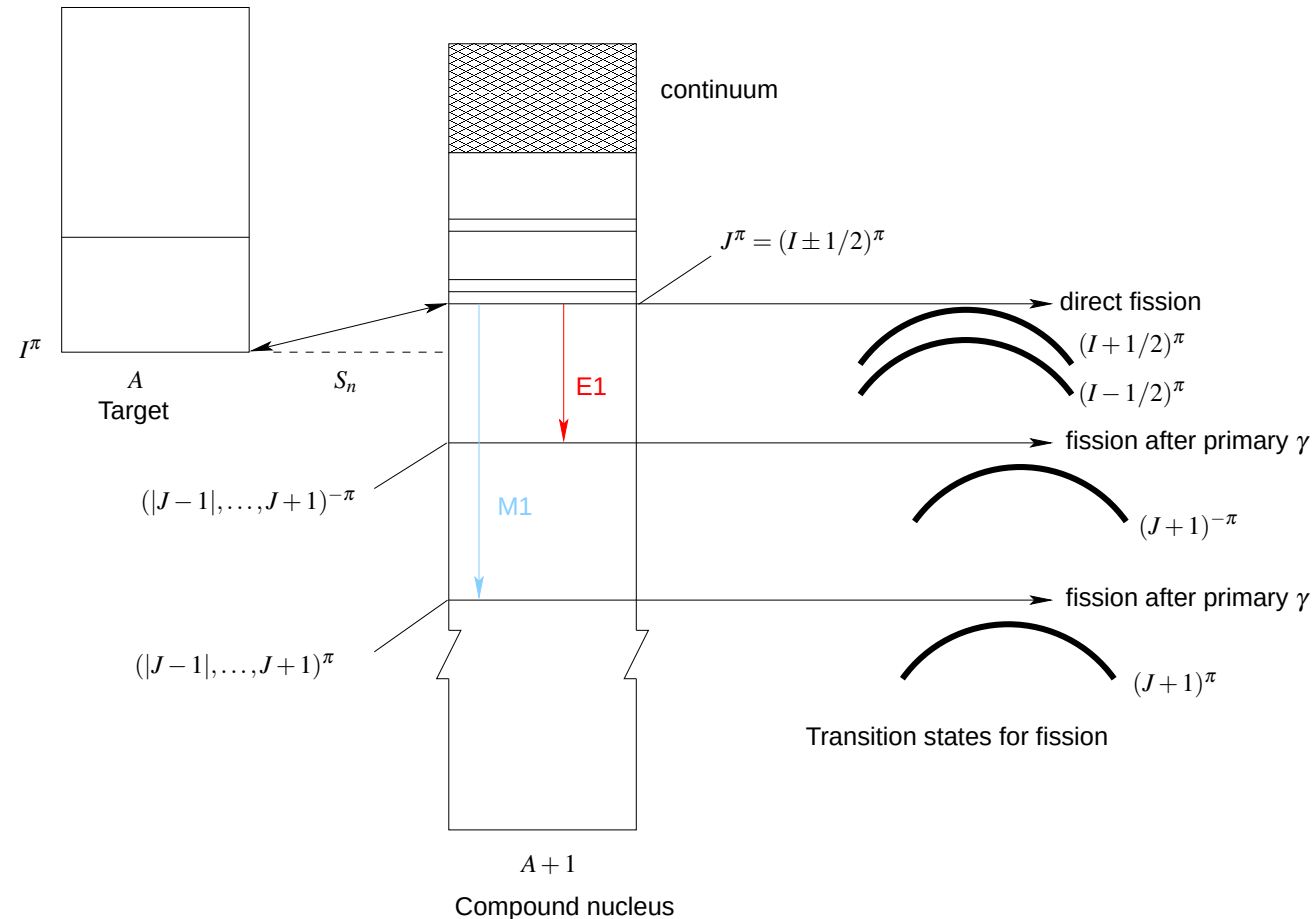 continuum
J^π = (I ± 1/2)^π
direct fission
(I + 1/2)^π
I^π
A
S_n
Target
E1
(I − 1/2)^π
fission after primary γ
(|J − 1|, . . . , J + 1)^−π
M1
(J + 1)^−π
fission after primary γ
(|J − 1|, . . . , J + 1)^π
(J + 1)^π
Transition states for fission
A + 1
Compound nucleus